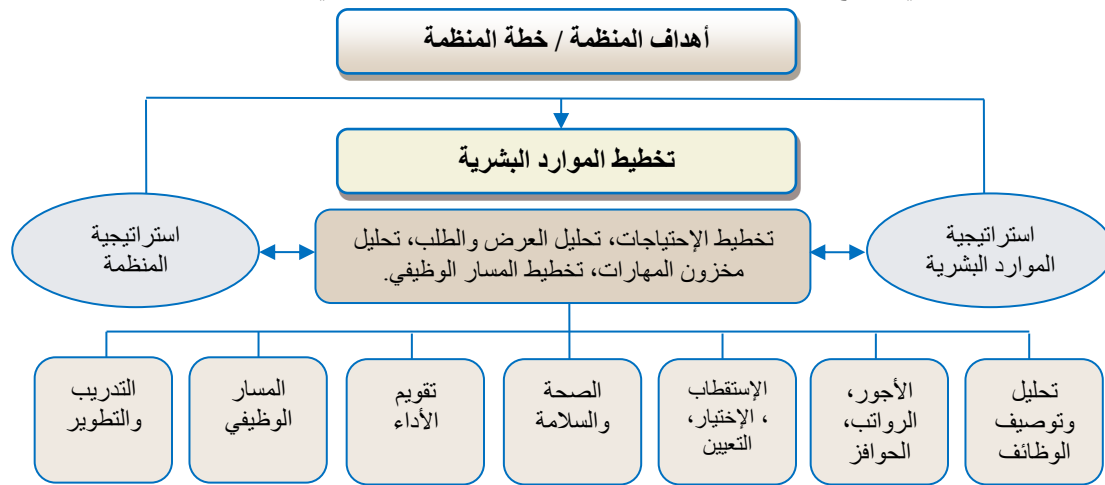 أهداف المنظمة / خطة المنظمة
تخطيط الموارد البشرية
استراتيجية
الموارد البشرية
تخطيط الإحتياجات، تحليل العرض والطلب، تحليل
مخزون المهارات، تخطيط المسار الوظيفي.
استراتيجية
المنظمة
تحليل
وتوصيف
الوظائف
الأجور،
الرواتب،
الحوافز
الإستقطاب
، الإختيار،
التعيين
الصحة
والسلامة
تقويم
الأداء
المسار
الوظيفي
التدريب
والتطوير